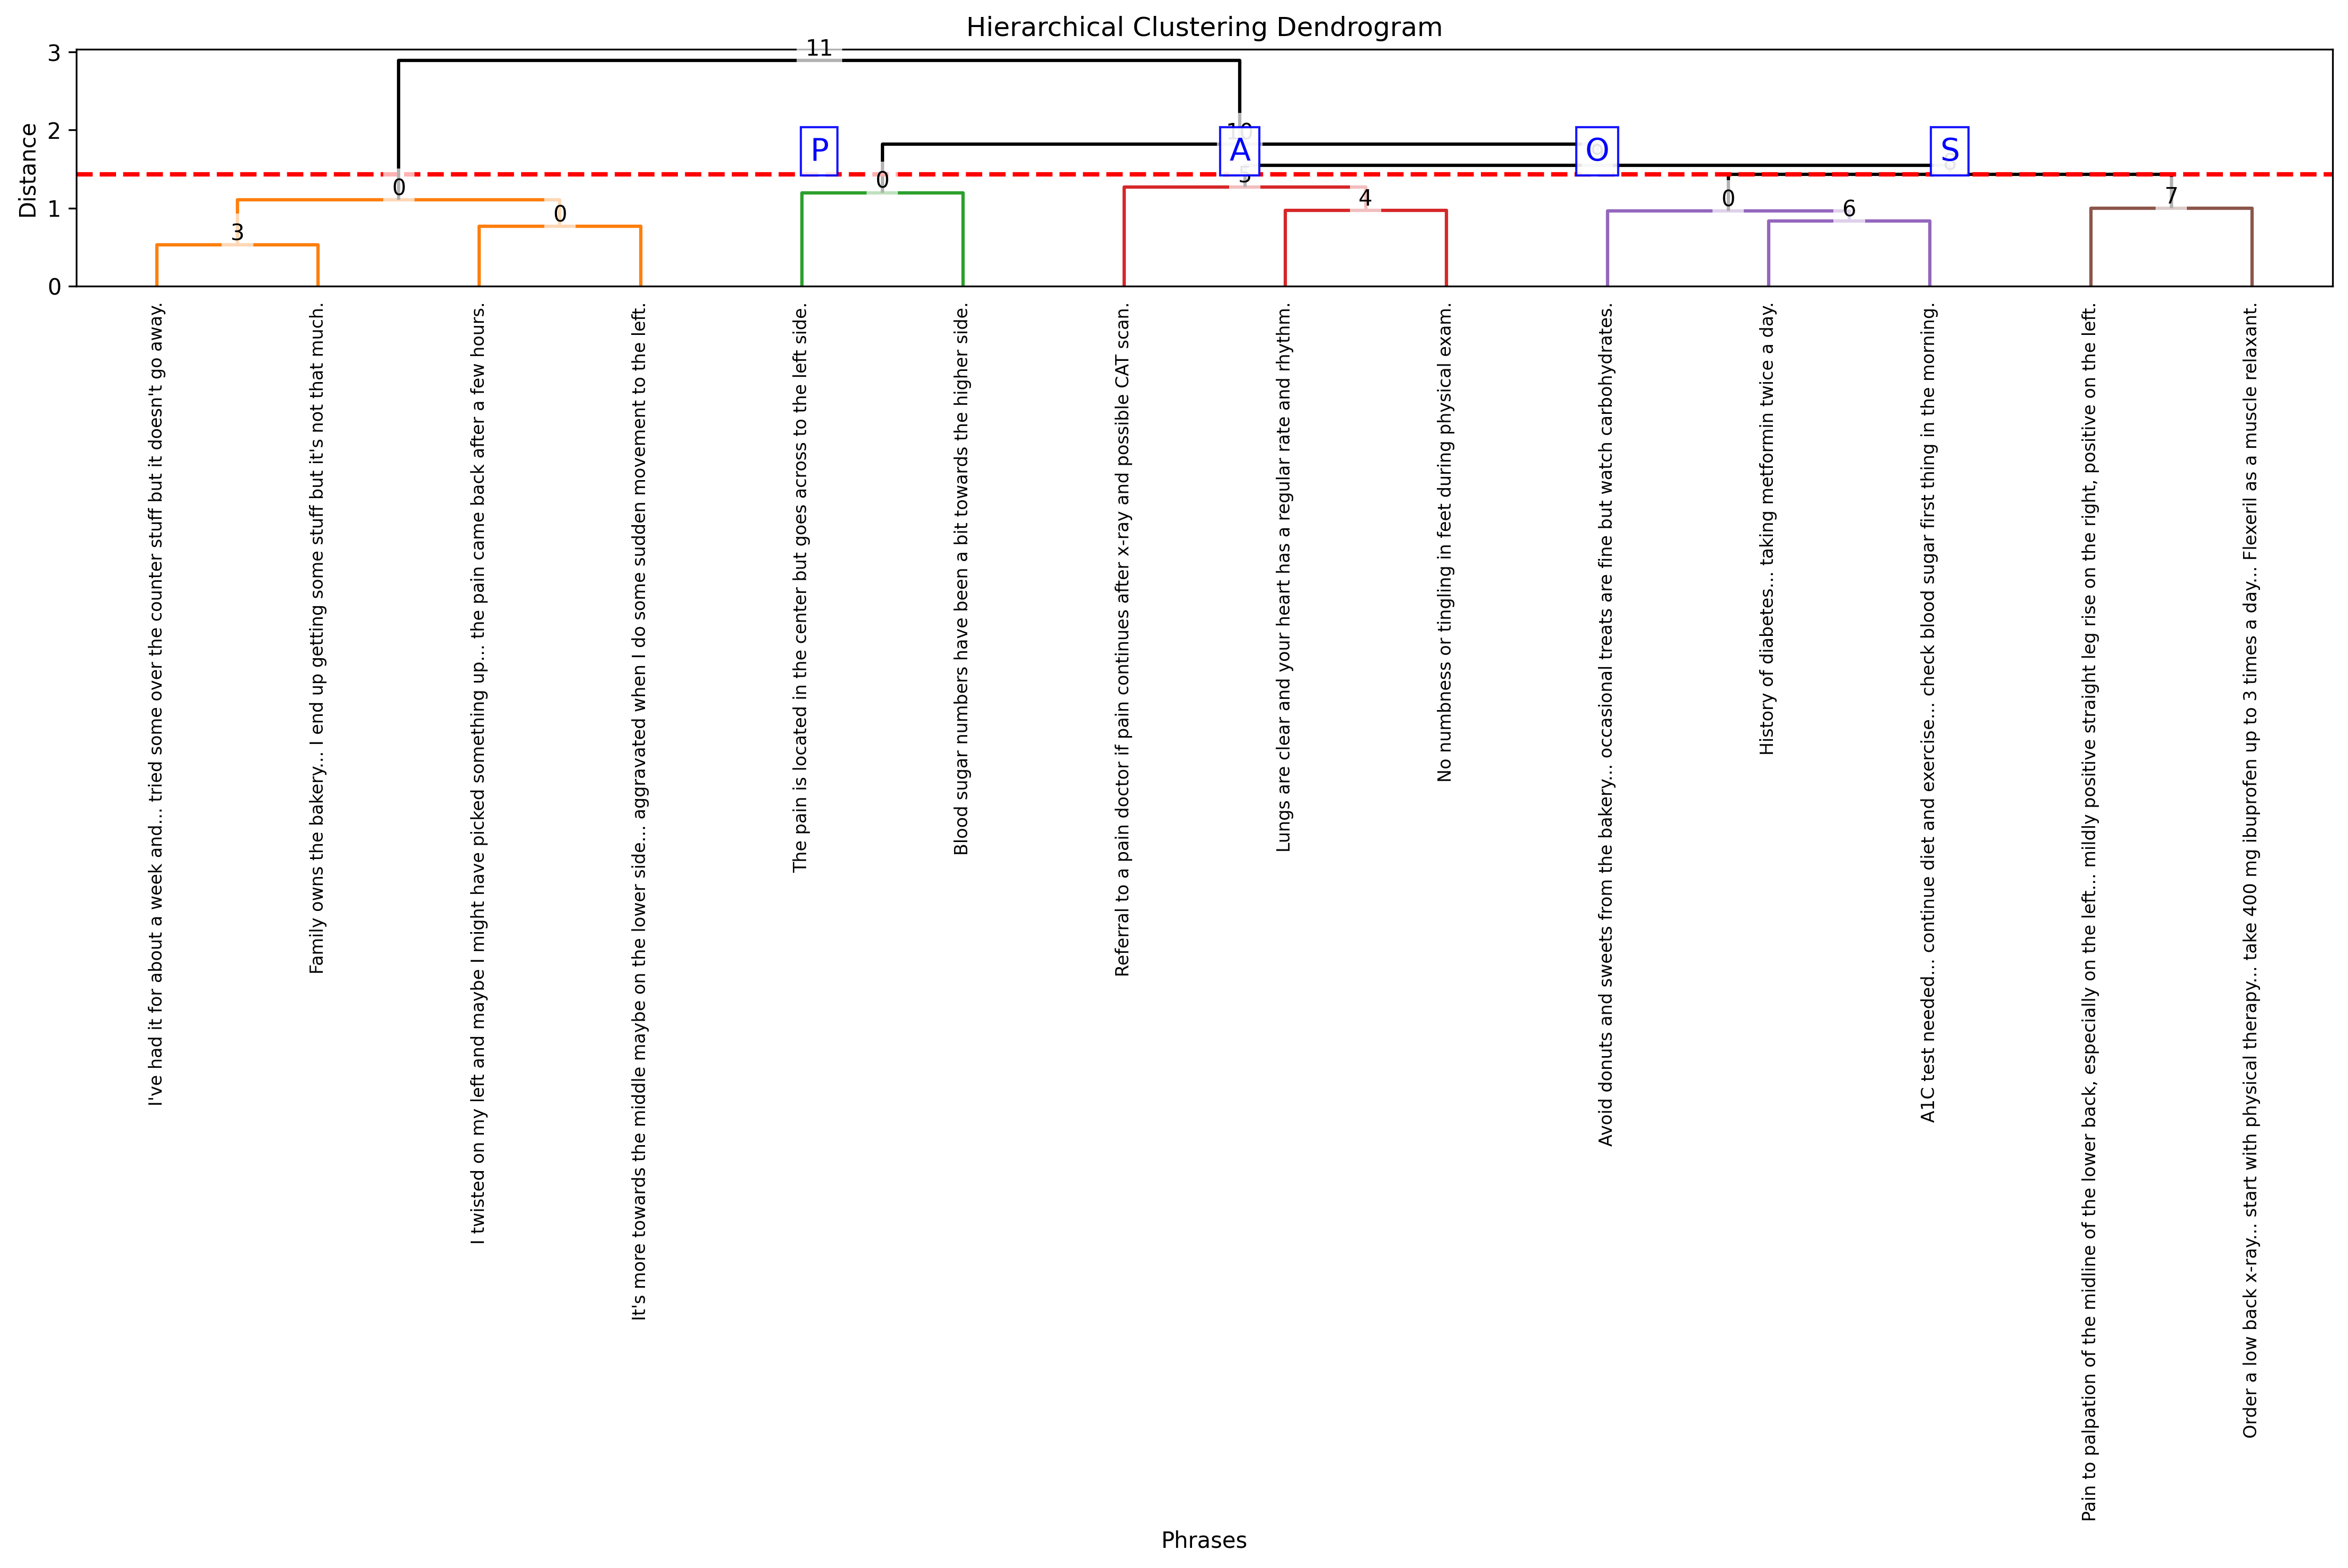 Hierarchical Clustering Dendrogram
Distance
3
2
1
0
11
10
P
A
O
S
0
0
5
0
7
3
0
4
6
I've had it for about a week and... tried some over the counter stuff but it doesn't go away.
Family owns the bakery... I end up getting some stuff but it's not that much.
I twisted on my left and maybe I might have picked something up... the pain came back after a few hours.
It's more towards the middle maybe on the lower side... aggravated when I do some sudden movement to the left.
The pain is located in the center but goes across to the left side.
Blood sugar numbers have been a bit towards the higher side.
Referral to a pain doctor if pain continues after x-ray and possible CAT scan.
Lungs are clear and your heart has a regular rate and rhythm.
No numbness or tingling in feet during physical exam.
Avoid donuts and sweets from the bakery... occasional treats are fine but watch carbohydrates.
History of diabetes... taking metformin twice a day.
A1C test needed... continue diet and exercise... check blood sugar first thing in the morning.
Pain to palpation of the midline of the lower back, especially on the left... mildly positive straight leg rise on the right, positive on the left.
Order a low back x-ray... start with physical therapy... take 400 mg ibuprofen up to 3 times a day... Flexeril as a muscle relaxant.
Phrases